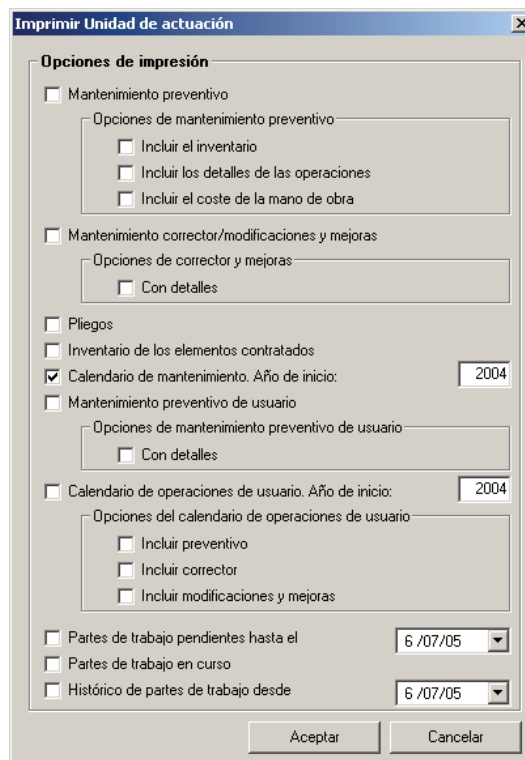 Imprimir Unidad de actuación
Opciones de impresión
Mantenimiento preventivo
Opciones de mantenimiento preventivo
Incluir el inventario
Incluir los detalles de las operaciones
Incluir el coste de la mano de obra
Mantenimiento corrector/modificaciones y mejoras
Opciones de corrector y mejoras
Con detalles
Pliegos
Inventario de los elementos contratados
Calendario de mantenimiento. Año de inicio: 2004
Mantenimiento preventivo de usuario
Opciones de mantenimiento preventivo de usuario
Con detalles
Calendario de operaciones de usuario. Año de inicio: 2004
Opciones del calendario de operaciones de usuario
Incluir preventivo
Incluir corrector
Incluir modificaciones y mejoras
Partes de trabajo pendientes hasta el 6 /07/05
Partes de trabajo en curso
Histórico de partes de trabajo desde 6 /07/05
Aceptar Cancelar